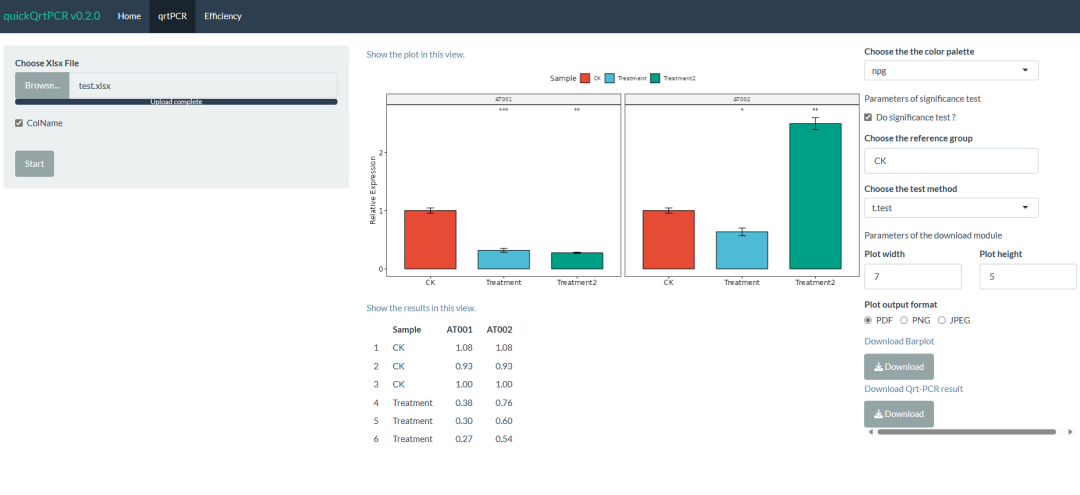 quickQrtPCR v0.2.0 Home qrtPCR Efficiency
Choose Xlsx File
Browse... test.xlsx
Upload complete
ColName
Start
Show the plot in this view.
Sample CK Treatment Treatment2
AT001 AT002
*** ** * **
Relative Expression
2
1
0
CK Treatment Treatment2 CK Treatment Treatment2
Show the results in this view.
Sample AT001 AT002
1 CK 1.08 1.08
2 CK 0.93 0.93
3 CK 1.00 1.00
4 Treatment 0.38 0.76
5 Treatment 0.30 0.60
6 Treatment 0.27 0.54
Choose the the color palette
npg
Parameters of significance test
Do significance test ?
Choose the reference group
CK
Choose the test method
t.test
Parameters of the download module
Plot width Plot height
7 5
Plot output format
PDF PNG JPEG
Download Barplot
Download
Download Qrt-PCR result
Download